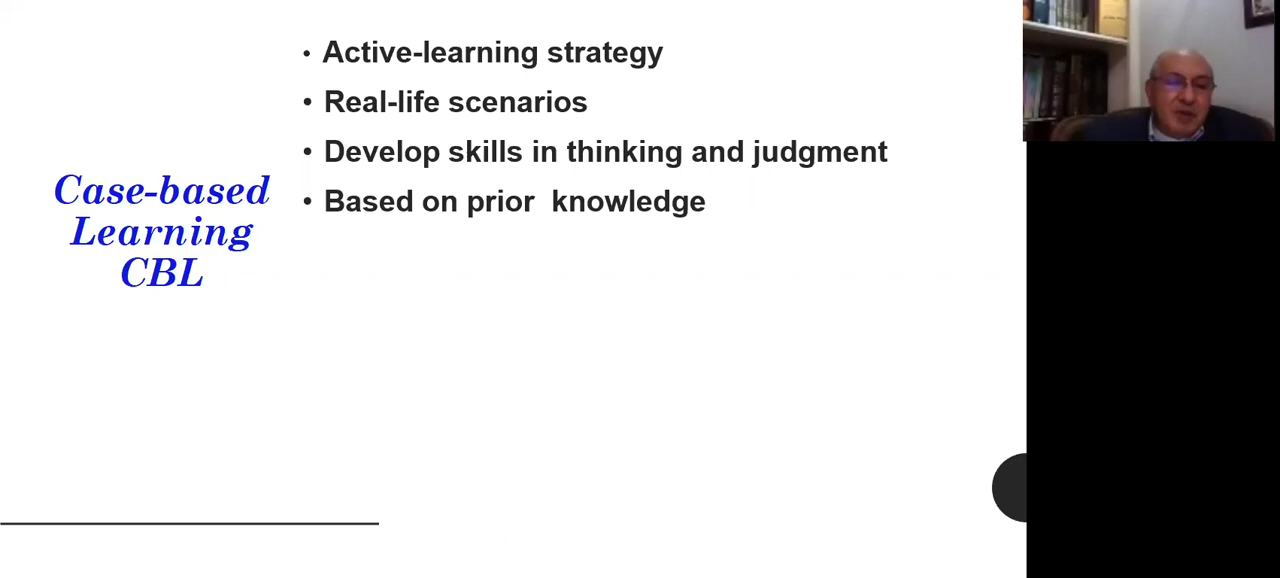 Case-based
Learning
CBL
• Active-learning strategy
• Real-life scenarios
• Develop skills in thinking and judgment
• Based on prior  knowledge